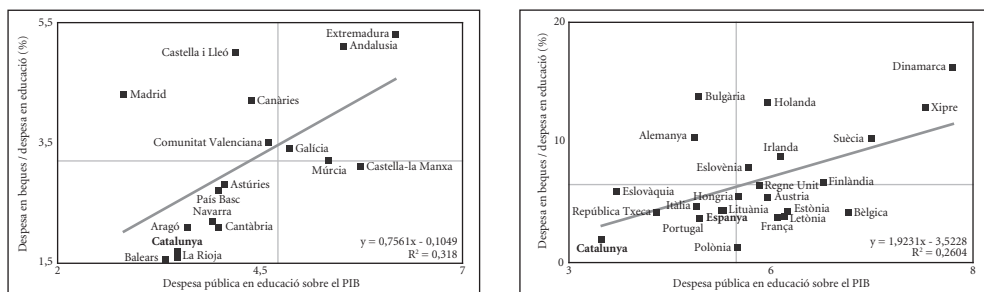 5,5
3,5
1,5
Despesa en beques / despesa en educació (%)
Extremadura
Andalusia
Castella i Lleó
Madrid
Canàries
Comunitat Valenciana
Galícia
Múrcia
Castella-la Manxa
Astúries
País Basc
Navarra
Aragó
Cantàbria
Catalunya
Balears
La Rioja
y = 0,7561x - 0,1049
R² = 0,318
2
4,5
7
Despesa pública en educació sobre el PIB
20
10
0
Despesa en beques / despesa en educació (%)
Dinamarca
Bulgària
Holanda
Xipre
Alemanya
Suècia
Irlanda
Eslovènia
Eslovàquia
Hongria
Regne Unit
Finlàndia
Àustria
República Txeca
Itàlia
Lituània
Estònia
Bèlgica
Portugal
Espanya
França
Letònia
Catalunya
Polònia
y = 1,9231x - 3,5228
R² = 0,2604
3
6
8
Despesa pública en educació sobre el PIB